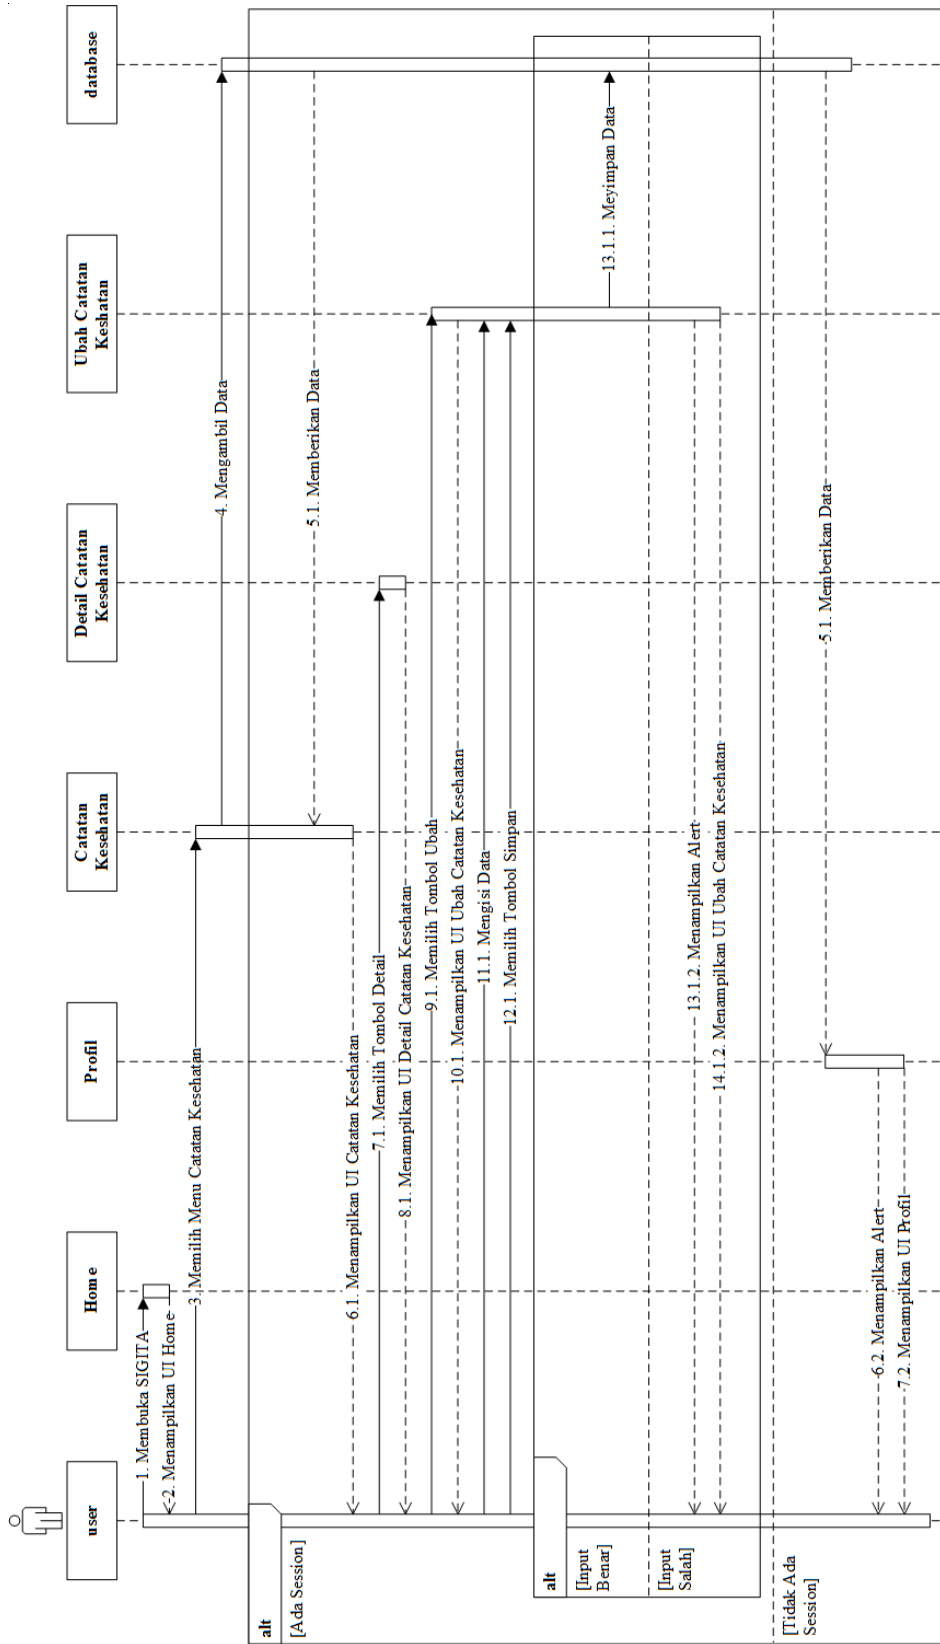 user
Home
Profil
Catatan
Kesehatan
Detail Catatan
Kesehatan
Ubah Catatan
Keshatan
database
1. Membuka SIGITA
2. Menampilkan UI Home
3. Memilih Menu Catatan Kesehatan
4. Mengambil Data
alt
[Ada Session]
5.1. Memberikan Data
6.1. Menampilkan UI Catatan Kesehatan
7.1. Memilih Tombol Detail
8.1. Menampilkan UI Detail Catatan Kesehatan
9.1. Memilih Tombol Ubah
10.1. Menampilkan UI Ubah Catatan Kesehatan
11.1. Mengisi Data
12.1. Memilih Tombol Simpan
alt
[Input
Benar]
13.1.1. Meyimpan Data
[Input
Salah]
13.1.2. Menampilkan Alert
14.1.2. Menampilkan UI Ubah Catatan Kesehatan
[Tidak Ada
Session]
5.1. Memberikan Data
6.2. Menampilkan Alert
7.2. Menampilkan UI Profil